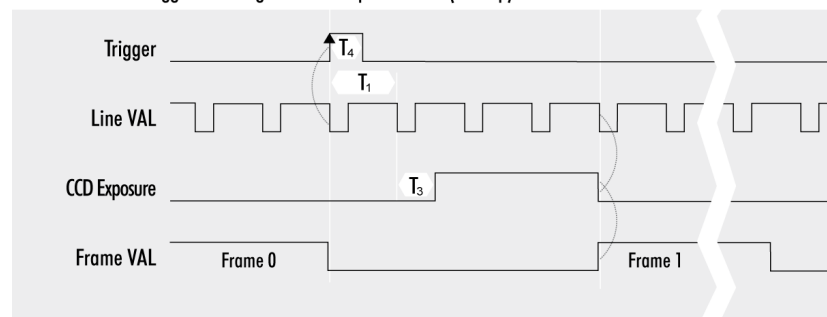 Trigger
T₄
T₁
Line VAL
CCD Exposure
T₃
Frame VAL
Frame 0
Frame 1